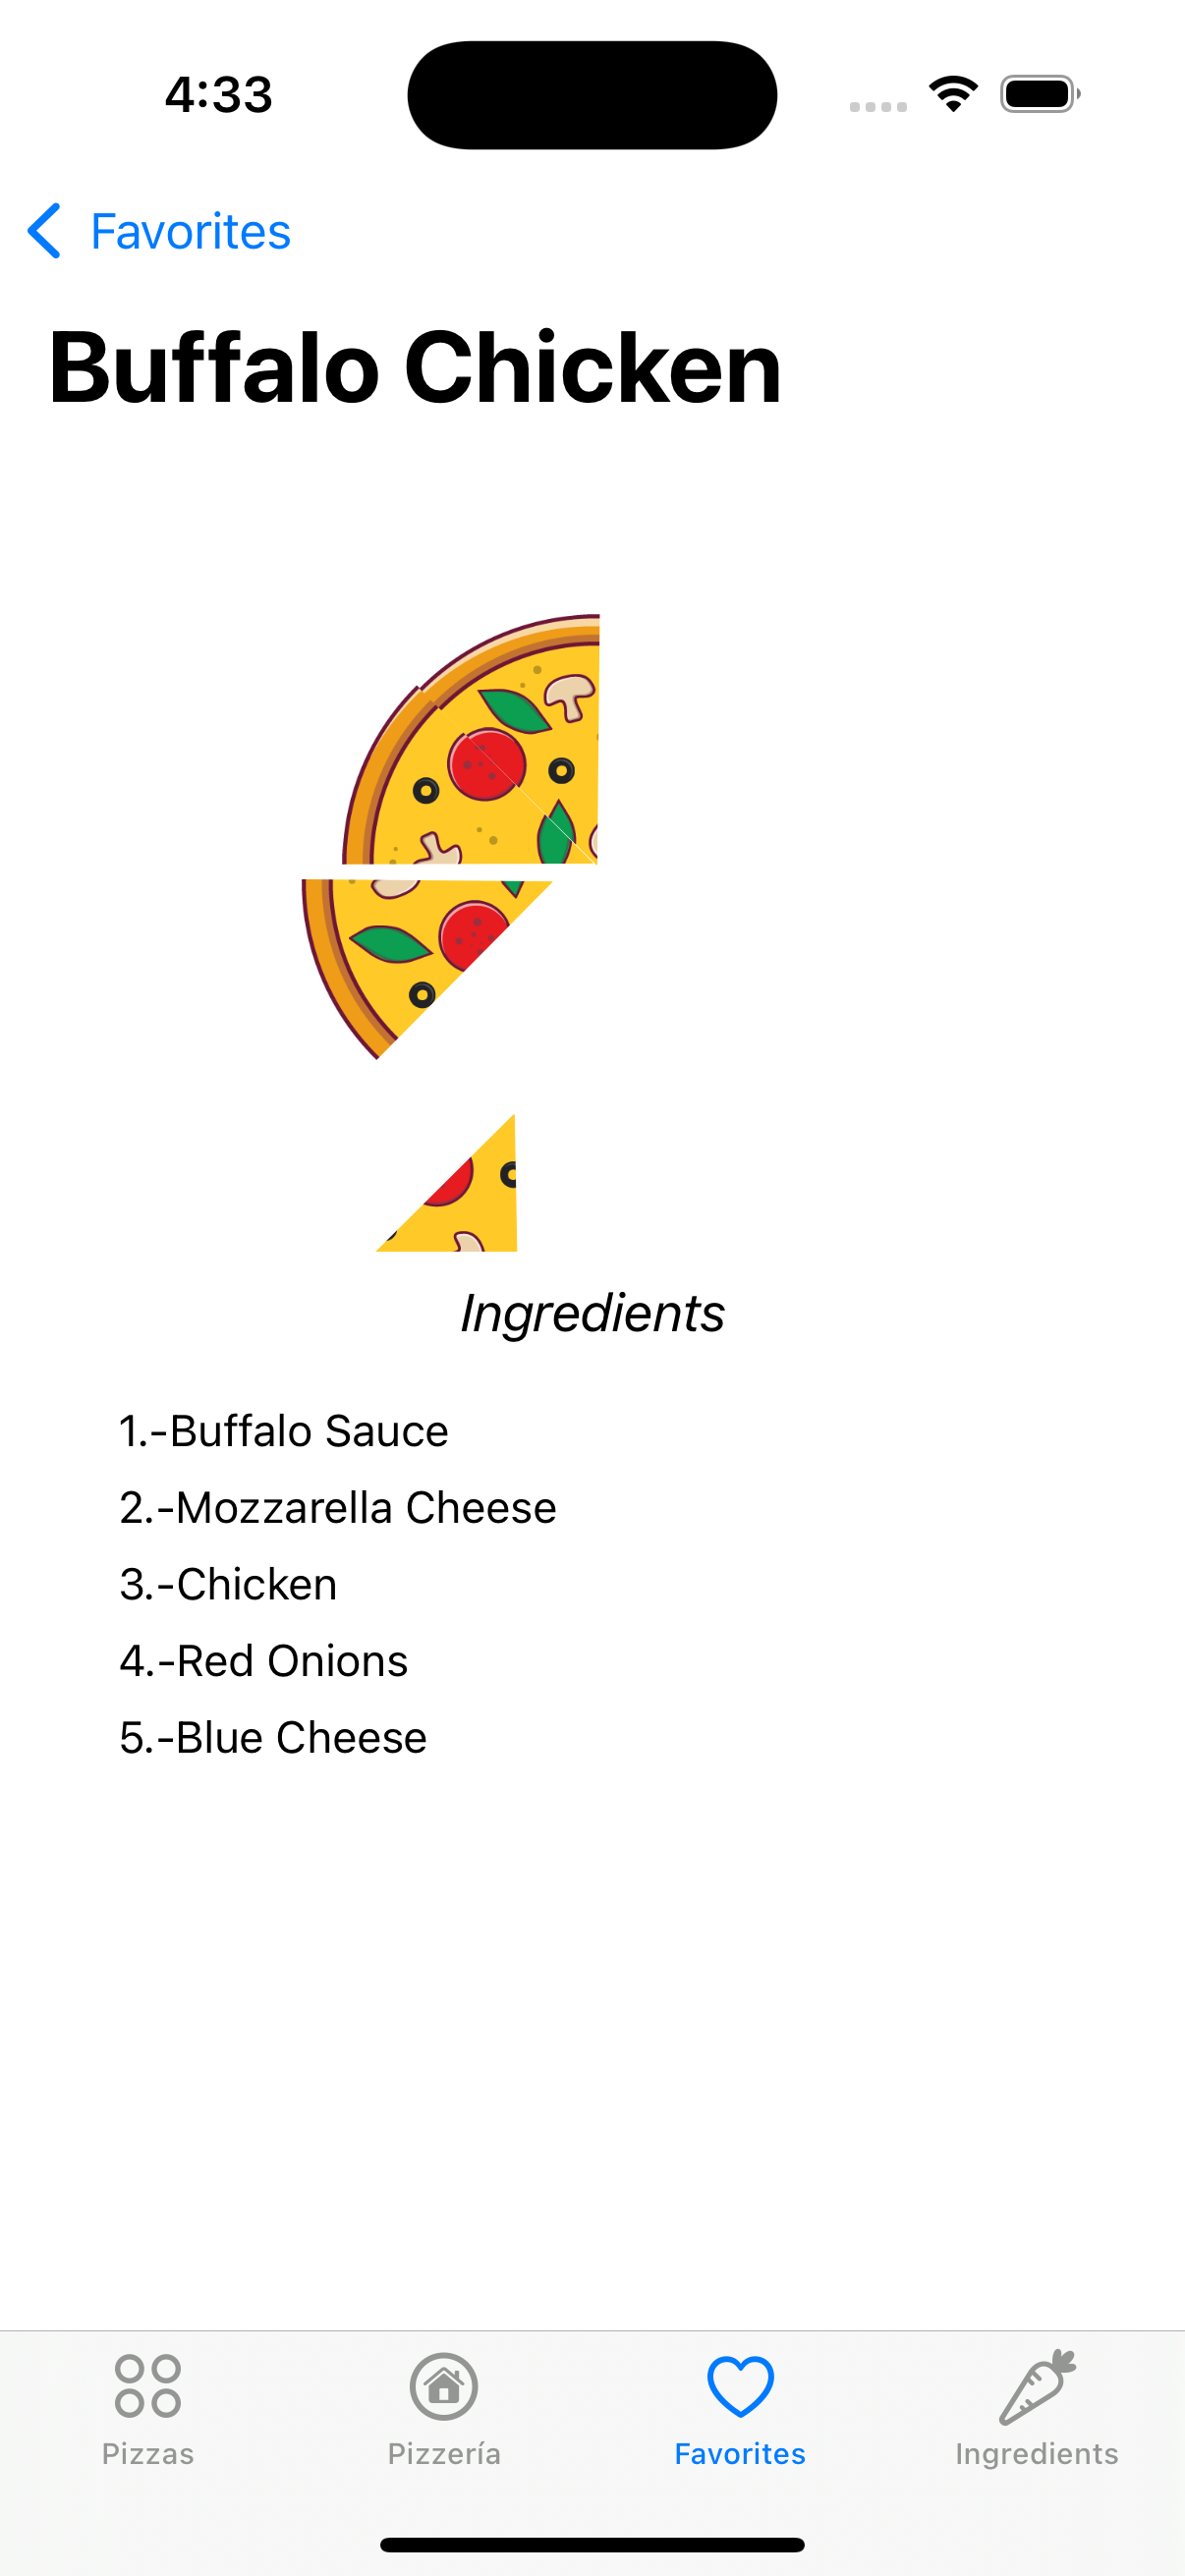 4:33
Favorites
Buffalo Chicken
Ingredients
1.-Buffalo Sauce
2.-Mozzarella Cheese
3.-Chicken
4.-Red Onions
5.-Blue Cheese
Pizzas
Pizzería
Favorites
Ingredients